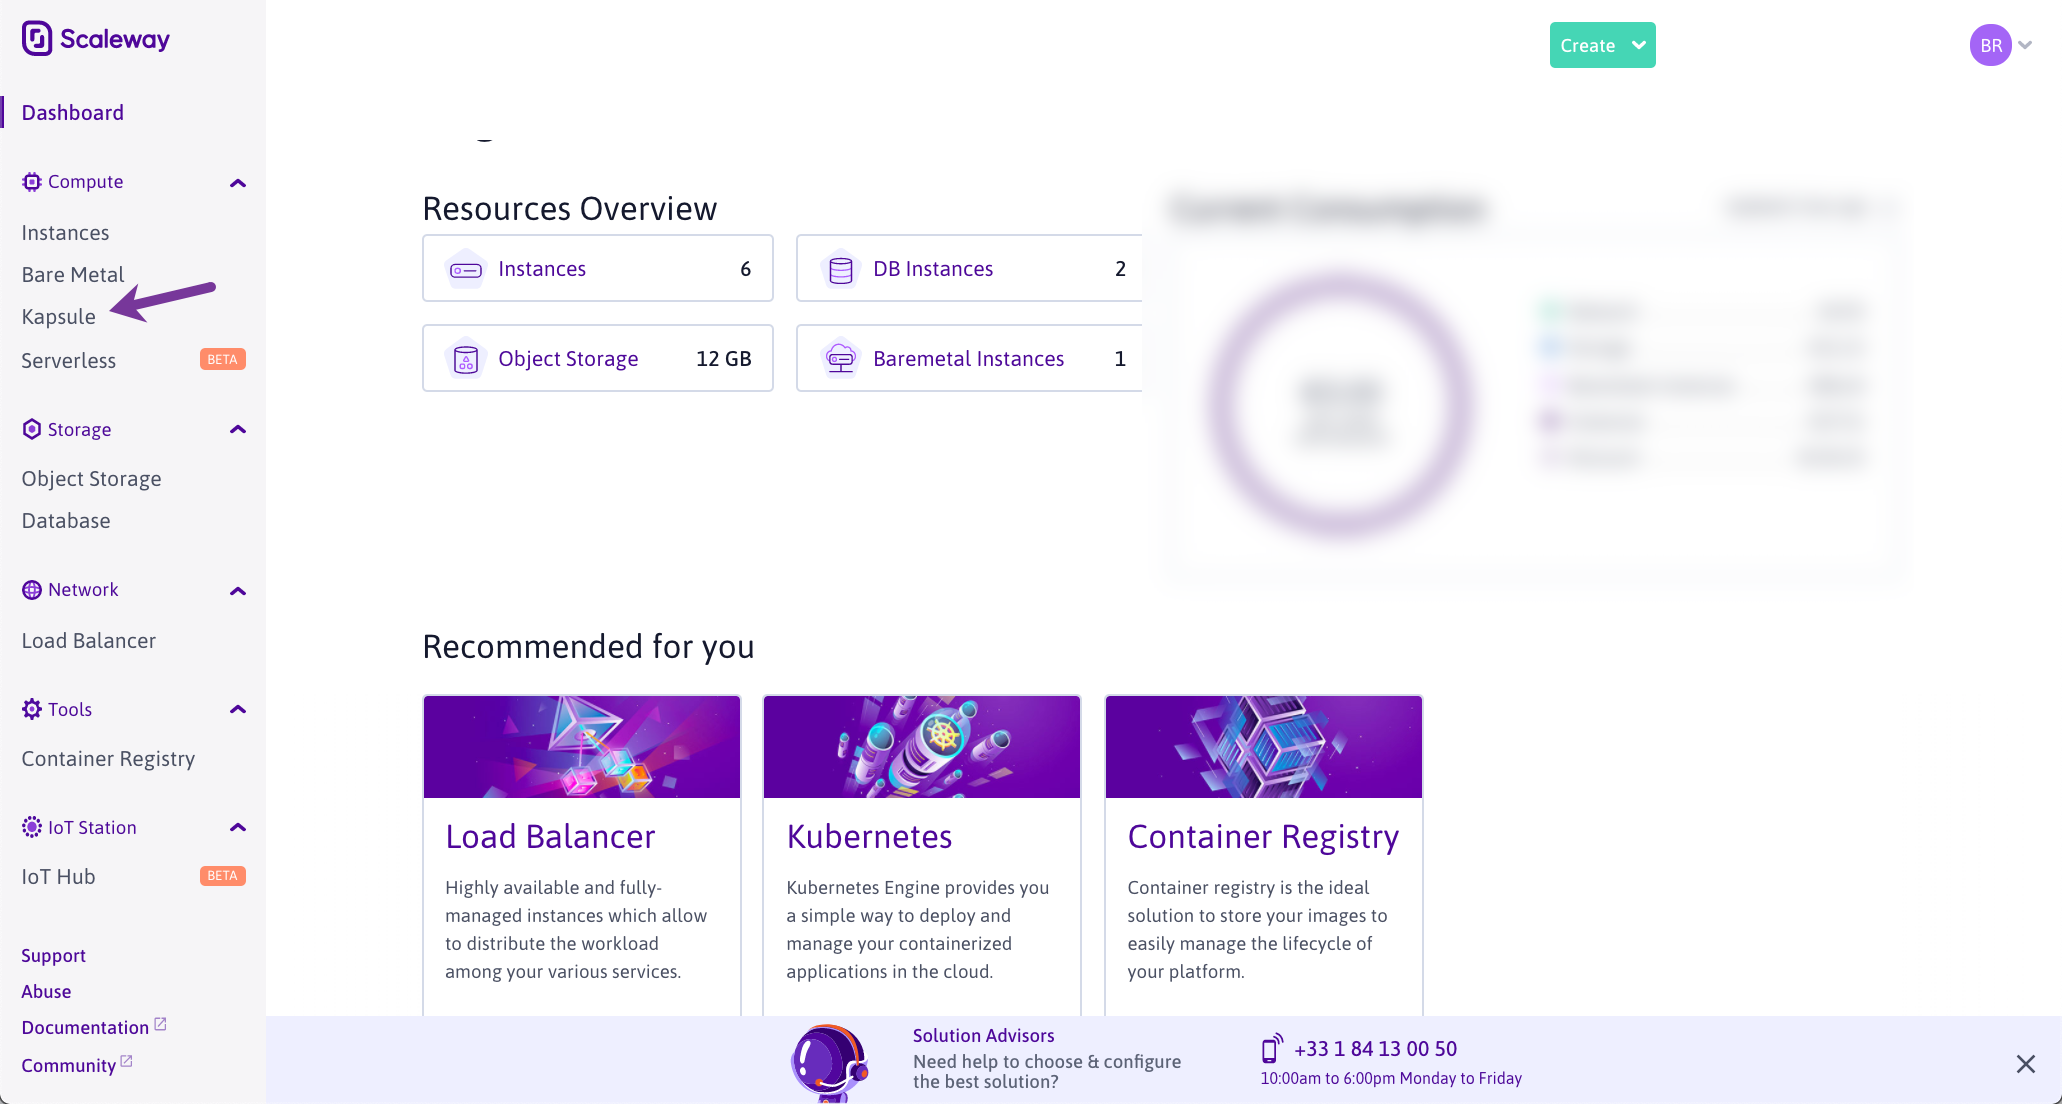 Scaleway
Create
BR
Dashboard
Compute
Instances
Bare Metal
Kapsule
Serverless
BETA
Storage
Object Storage
Database
Network
Load Balancer
Tools
Container Registry
IoT Station
IoT Hub
BETA
Support
Abuse
Documentation
Community
Resources Overview
Instances
6
DB Instances
2
Object Storage
12 GB
Baremetal Instances
1
Current Consumption
Recommended for you
Load Balancer
Highly available and fully-
managed instances which allow
to distribute the workload
among your various services.
Kubernetes
Kubernetes Engine provides you
a simple way to deploy and
manage your containerized
applications in the cloud.
Container Registry
Container registry is the ideal
solution to store your images to
easily manage the lifecycle of
your platform.
Solution Advisors
Need help to choose & configure
the best solution?
+33 1 84 13 00 50
10:00am to 6:00pm Monday to Friday